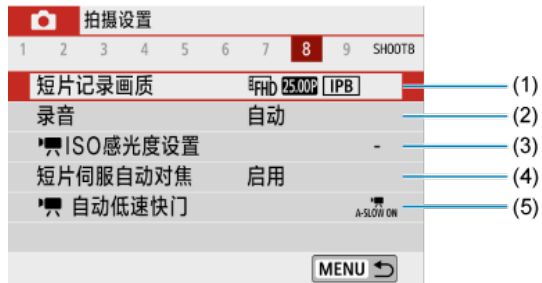 拍摄设置
1 2 3 4 5 6 7 8 9 SHOOT8
短片记录画质 FHD 25.00P IPB (1)
录音 自动 (2)
ISO感光度设置 - (3)
短片伺服自动对焦 启用 (4)
自动低速快门 A-SLOW ON (5)
MENU